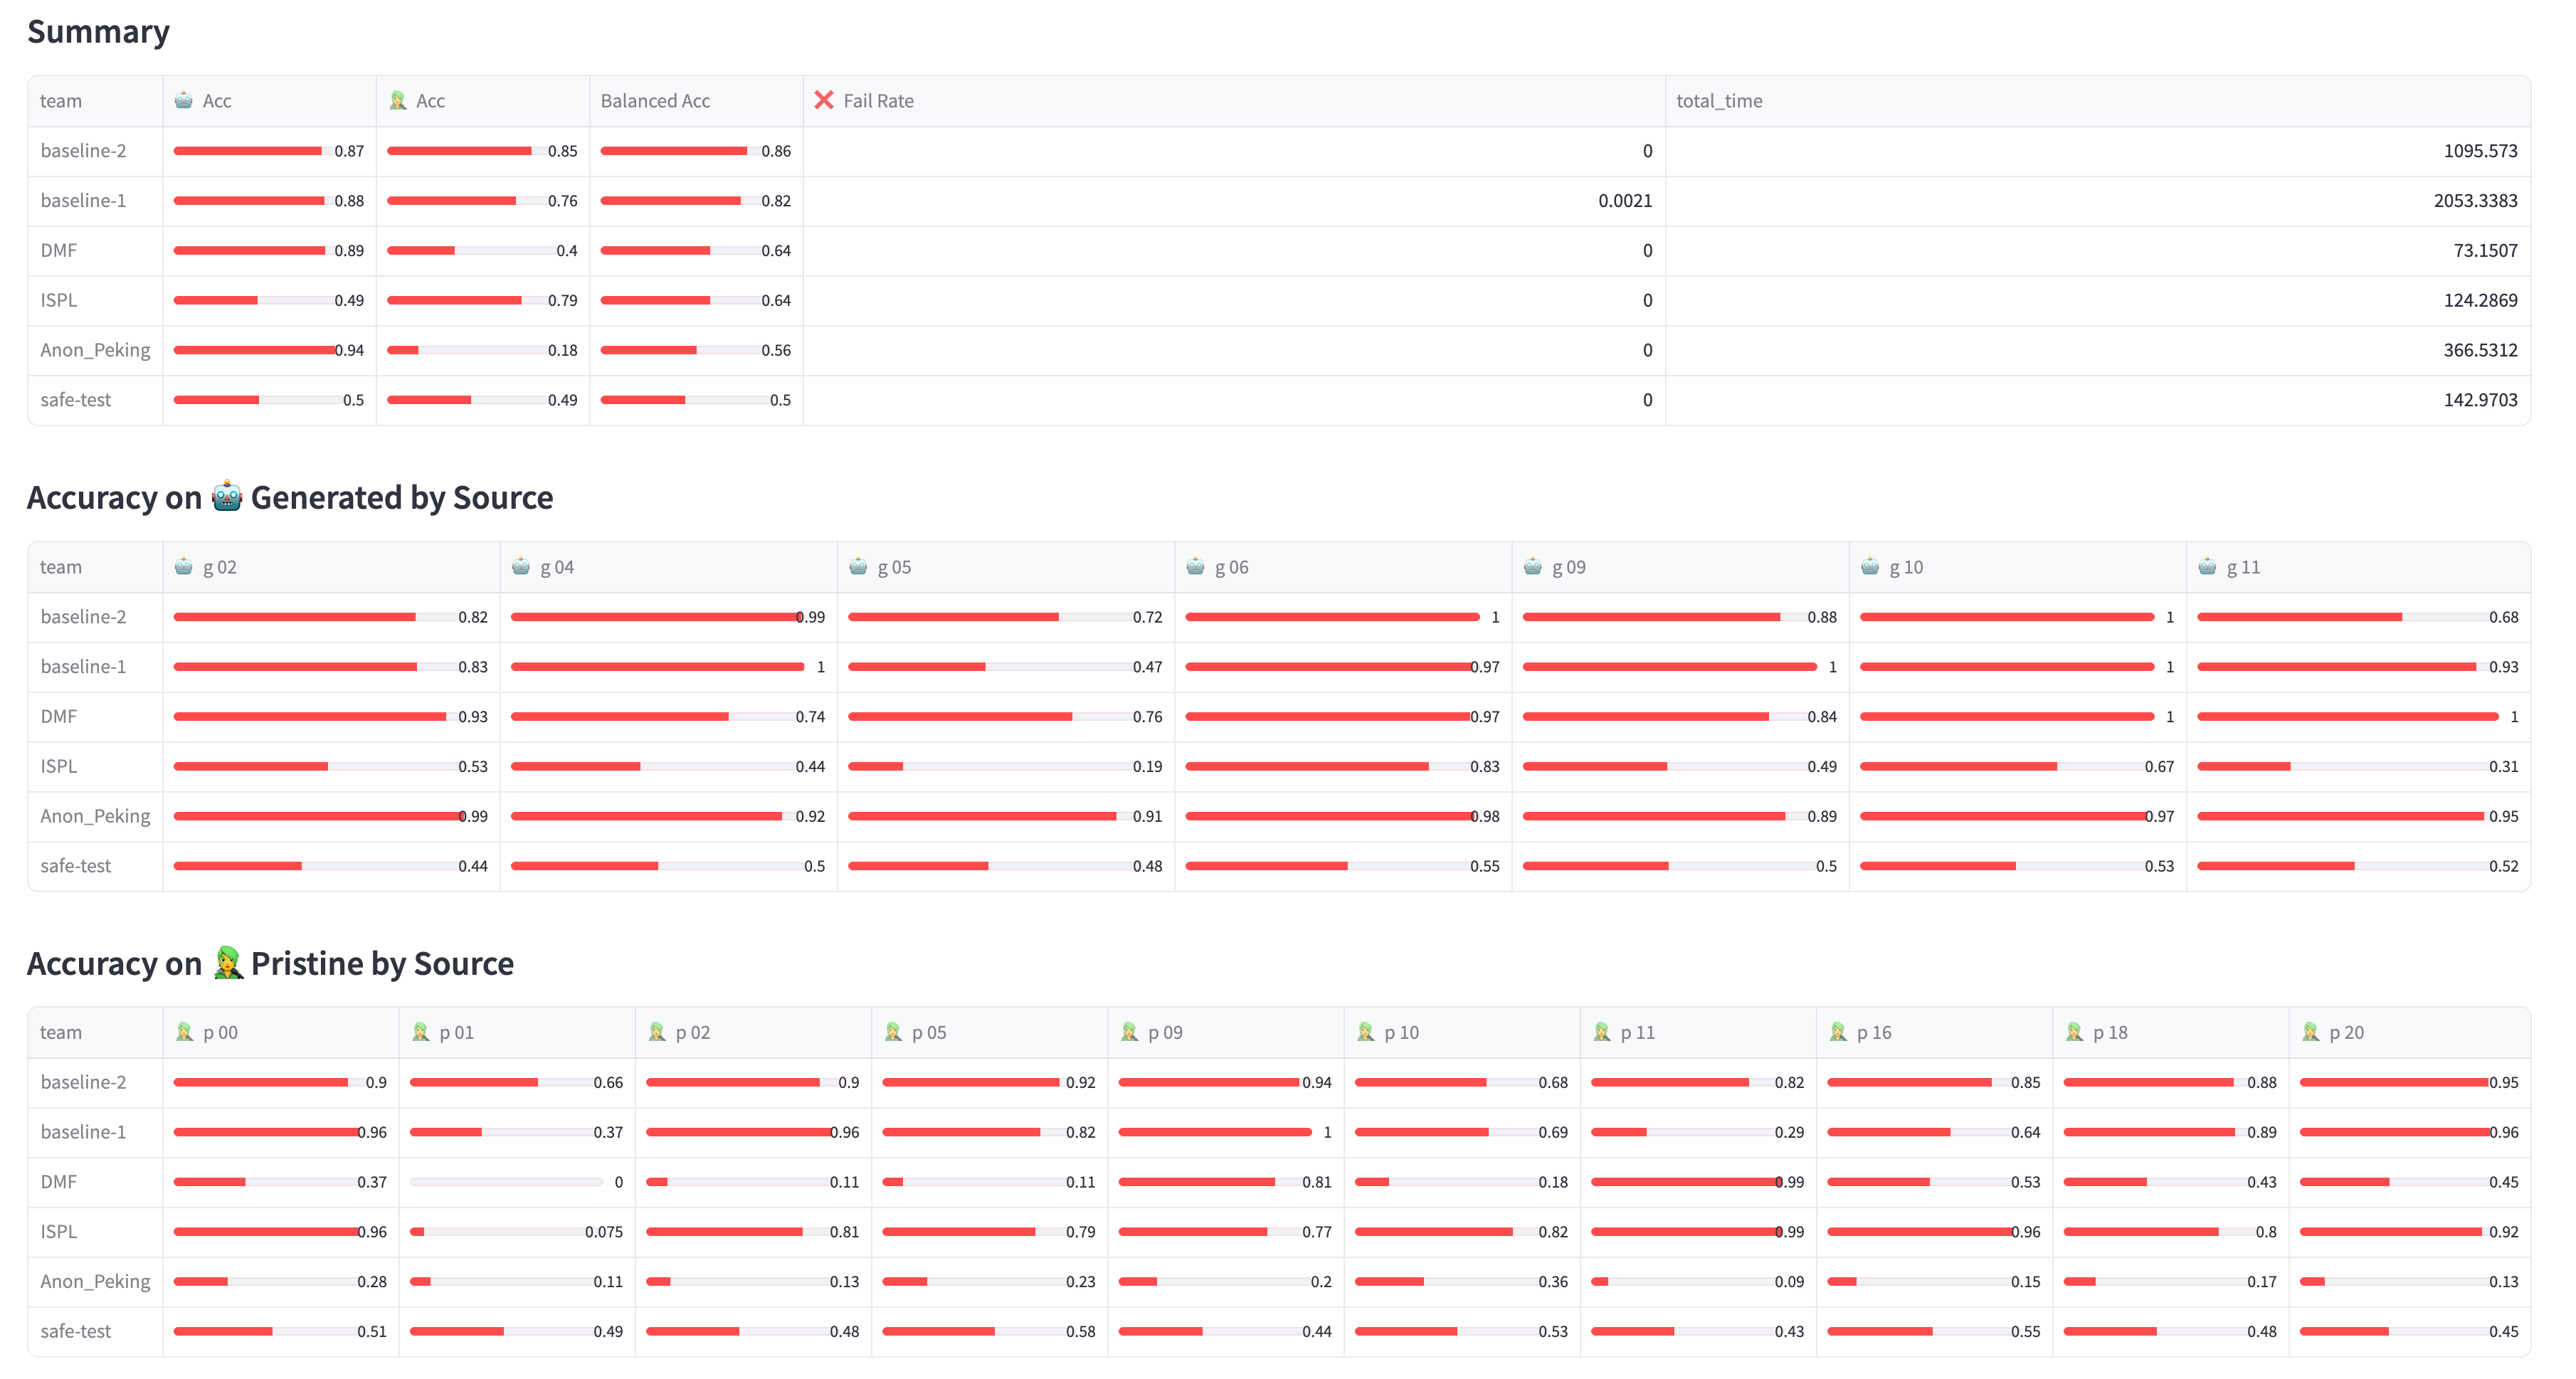 Summary
team 🤖 Acc 🧝 Acc Balanced Acc ❌ Fail Rate total_time
baseline-2 0.87 0.85 0.86 0 1095.573
baseline-1 0.88 0.76 0.82 0.0021 2053.3383
DMF 0.89 0.4 0.64 0 73.1507
ISPL 0.49 0.79 0.64 0 124.2869
Anon_Peking 0.94 0.18 0.56 0 366.5312
safe-test 0.5 0.49 0.5 0 142.9703
Accuracy on 🤖 Generated by Source
team 🤖 g 02 🤖 g 04 🤖 g 05 🤖 g 06 🤖 g 09 🤖 g 10 🤖 g 11
baseline-2 0.82 0.99 0.72 1 0.88 1 0.68
baseline-1 0.83 1 0.47 0.97 1 1 0.93
DMF 0.93 0.74 0.76 0.97 0.84 1 1
ISPL 0.53 0.44 0.19 0.83 0.49 0.67 0.31
Anon_Peking 0.99 0.92 0.91 0.98 0.89 0.97 0.95
safe-test 0.44 0.5 0.48 0.55 0.5 0.53 0.52
Accuracy on 🧝 Pristine by Source
team 🧝 p 00 🧝 p 01 🧝 p 02 🧝 p 05 🧝 p 09 🧝 p 10 🧝 p 11 🧝 p 16 🧝 p 18 🧝 p 20
baseline-2 0.9 0.66 0.9 0.92 0.94 0.68 0.82 0.85 0.88 0.95
baseline-1 0.96 0.37 0.96 0.82 1 0.69 0.29 0.64 0.89 0.96
DMF 0.37 0 0.11 0.11 0.81 0.18 0.99 0.53 0.43 0.45
ISPL 0.96 0.075 0.81 0.79 0.77 0.82 0.99 0.96 0.8 0.92
Anon_Peking 0.28 0.11 0.13 0.23 0.2 0.36 0.09 0.15 0.17 0.13
safe-test 0.51 0.49 0.48 0.58 0.44 0.53 0.43 0.55 0.48 0.45